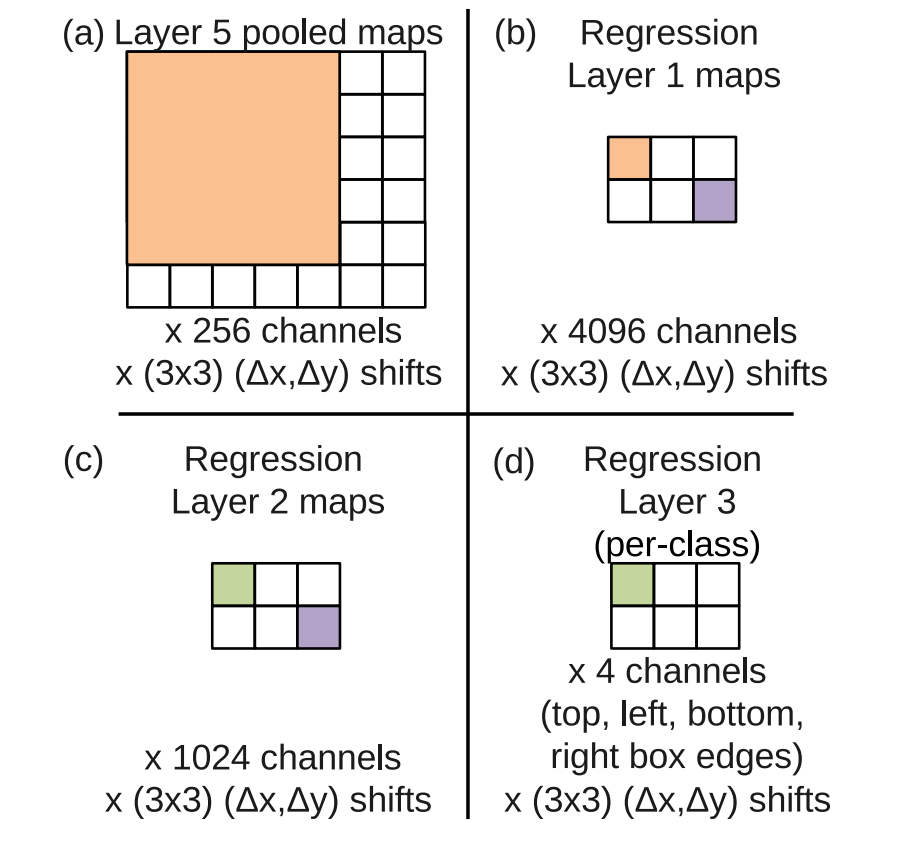 (a) Layer 5 pooled maps
x 256 channels
x (3x3) (Δx,Δy) shifts
(b) Regression
Layer 1 maps
x 4096 channels
x (3x3) (Δx,Δy) shifts
(c) Regression
Layer 2 maps
x 1024 channels
x (3x3) (Δx,Δy) shifts
(d) Regression
Layer 3
(per-class)
x 4 channels
(top, left, bottom,
right box edges)
x (3x3) (Δx,Δy) shifts